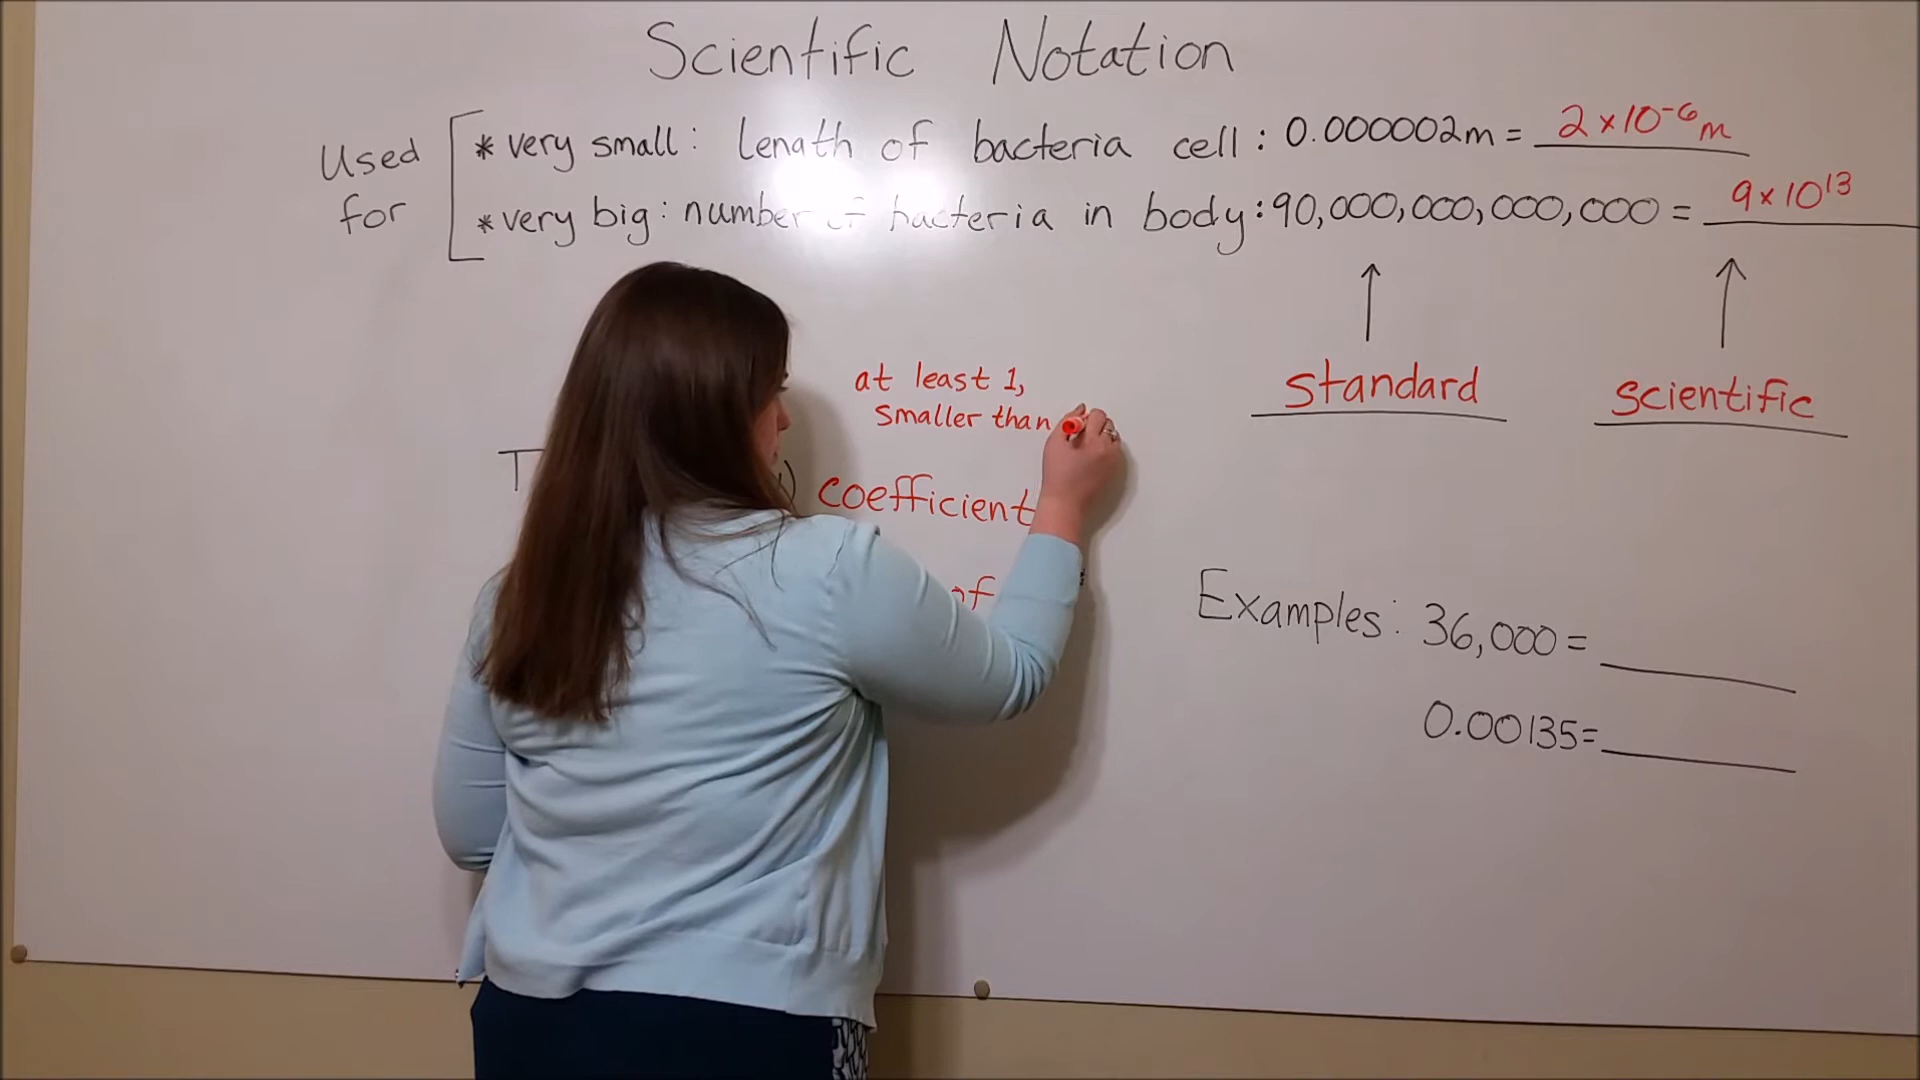 Scientific Notation
Used for
* very small: length of bacteria cell: 0.000002m = 2 x 10⁻⁶ m
* very big: number of bacteria in body: 90,000,000,000,000 = 9 x 10¹³
standard
scientific
at least 1,
smaller than
coefficient
of
Examples: 36,000 =
0.00135=